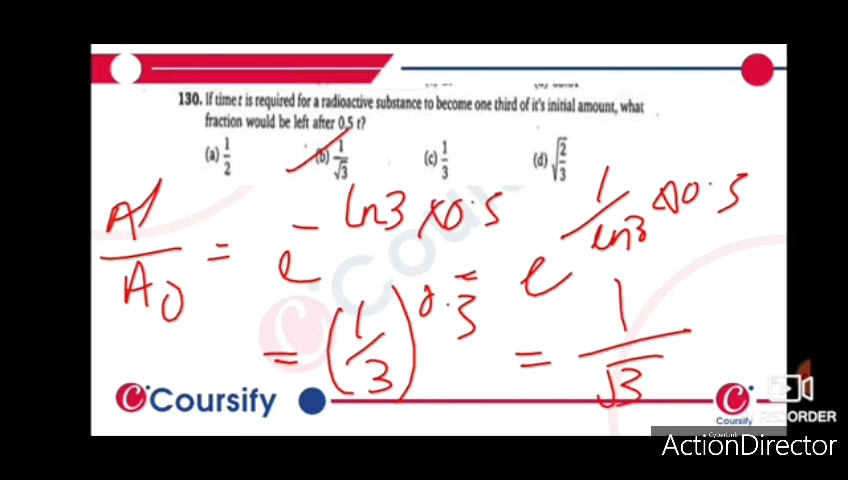 130. If time t is required for a radioactive substance to become one third of it's initial amount, what
fraction would be left after 0.5 t?
(a) 1/2 (b) 1/√3 (c) 1/3 (d) √(2/3)
A'/A0 = e^(-ln3×0.5) e^(1/ln3 ×0.5)
= (1/3)^0.5 = 1/√3
Coursify
Coursify
RECORDER
CyberLink
ActionDirector